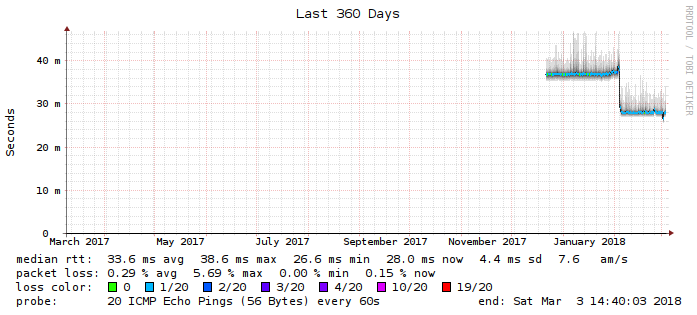 Last 360 Days
RRDTOOL / TOBI OETIKER
Seconds
40 m
30 m
20 m
10 m
0
March 2017 May 2017 July 2017 September 2017 November 2017 January 2018
median rtt: 33.6 ms avg 38.6 ms max 26.6 ms min 28.0 ms now 4.4 ms sd 7.6 am/s
packet loss: 0.29 % avg 5.69 % max 0.00 % min 0.15 % now
loss color: 0 1/20 2/20 3/20 4/20 10/20 19/20
probe: 20 ICMP Echo Pings (56 Bytes) every 60s end: Sat Mar 3 14:40:03 2018